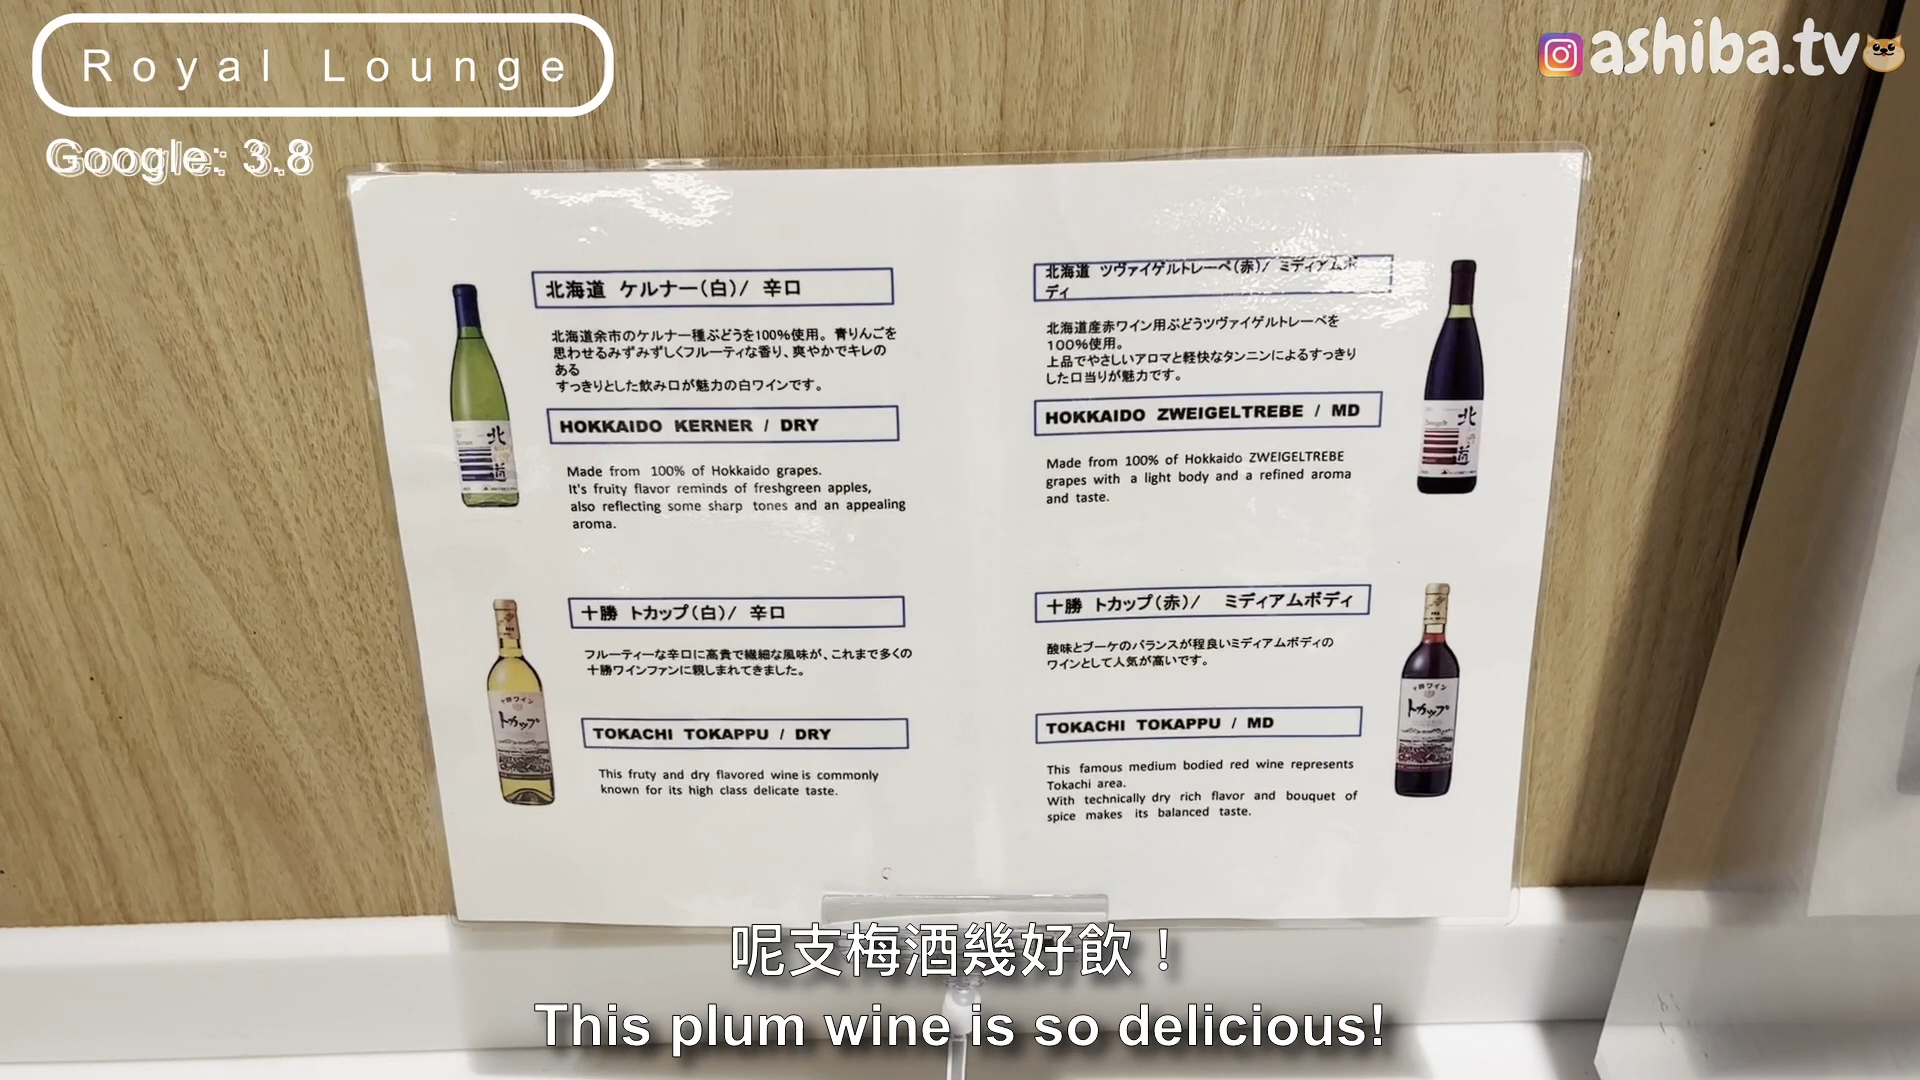 Royal Lounge
Google: 3.8
ashiba.tv
北海道 ケルナー(白)/ 辛口
北海道余市のケルナー種ぶどうを100%使用。青りんごを
思わせるみずみずしくフルーティな香り、爽やかでキレの
ある
すっきりとした飲み口が魅力の白ワインです。
HOKKAIDO KERNER / DRY
Made from 100% of Hokkaido grapes.
It's fruity flavor reminds of freshgreen apples,
also reflecting some sharp tones and an appealing
aroma.
十勝 トカップ(白)/ 辛口
フルーティーな辛口に高貴で繊細な風味が、これまで多くの
十勝ワインファンに親しまれてきました。
TOKACHI TOKAPPU / DRY
This fruty and dry flavored wine is commonly
known for its high class delicate taste.
北海道 ツヴァイゲルトレーベ(赤)/ ミディアムボ
ディ
北海道産赤ワイン用ぶどうツヴァイゲルトレーベを
100%使用。
上品でやさしいアロマと軽快なタンニンによるすっきり
した口当りが魅力です。
HOKKAIDO ZWEIGELTREBE / MD
Made from 100% of Hokkaido ZWEIGELTREBE
grapes with a light body and a refined aroma
and taste.
十勝 トカップ(赤)/ ミディアムボディ
酸味とブーケのバランスが程良いミディアムボディの
ワインとして人気が高いです。
TOKACHI TOKAPPU / MD
This famous medium bodied red wine represents
Tokachi area.
With technically dry rich flavor and bouquet of
spice makes its balanced taste.
十勝ワイン
トカップ
十勝ワイン
トカップ
呢支梅酒幾好飲！
This plum wine is so delicious!